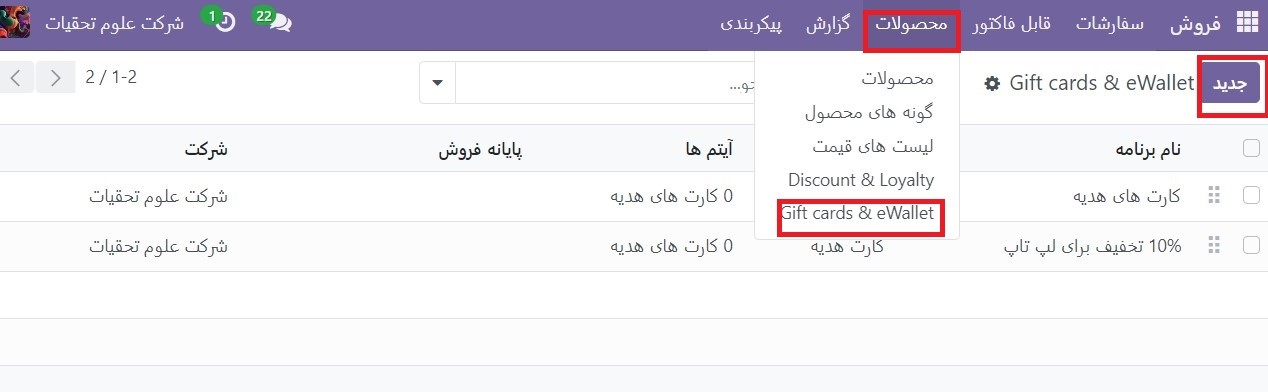 فروش سفارشات قابل فاکتور محصولات گزارش پیکربندی 22 1 شرکت علوم تحقیات
جدید Gift cards & eWallet جو... 2 / 1-2
محصولات
گونه های محصول
لیست های قیمت
Discount & Loyalty
Gift cards & eWallet
نام برنامه آیتم ها پایانه فروش شرکت
کارت های هدیه 0 کارت های هدیه شرکت علوم تحقیات
10% تخفیف برای لپ تاپ کارت هدیه 0 کارت های هدیه شرکت علوم تحقیات